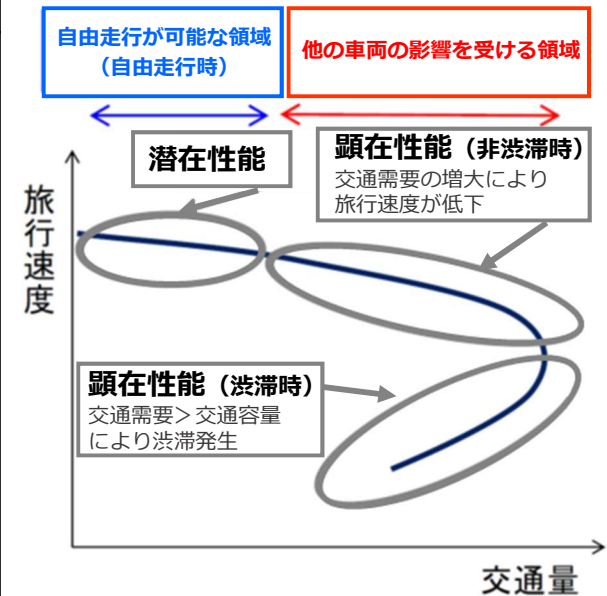 自由走行が可能な領域
（自由走行時）
他の車両の影響を受ける領域
潜在性能
顕在性能（非渋滞時）
交通需要の増大により
旅行速度が低下
旅行速度
顕在性能（渋滞時）
交通需要＞交通容量
により渋滞発生
交通量